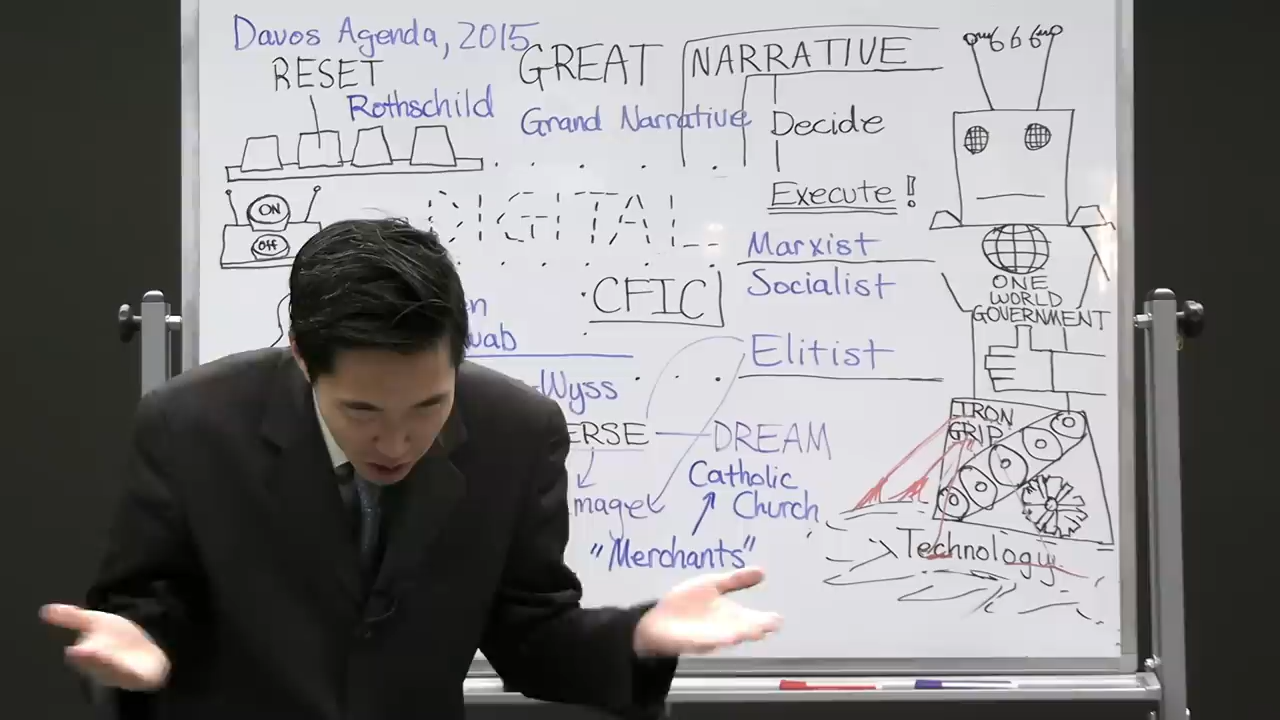 Davos Agenda, 2015
RESET
Rothschild
GREAT NARRATIVE
Grand Narrative
Decide
Execute!
666
ON
Off
DIGITAL
Marxist
Socialist
CFIC
Elitist
ONE
WORLD
GOVERNMENT
Wyss
DREAM
Catholic
Church
"Merchants"
IRON
GRIP
Technology